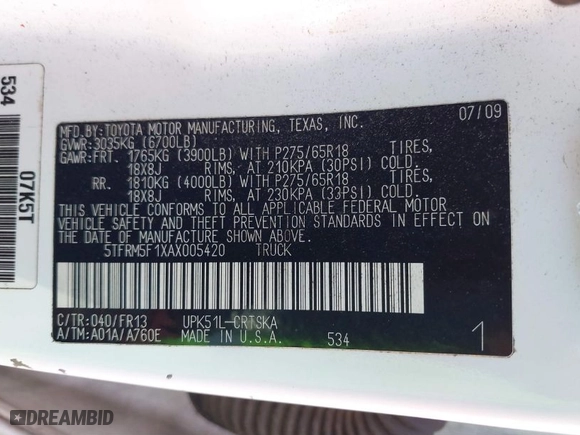 MFD.BY:TOYOTA MOTOR MANUFACTURING, TEXAS, INC. 07/09
GVWR:3035KG (6700LB)
GAWR:FRT. 1765KG (3900LB) WITH P275/65R18 TIRES,
18X8J RIMS, AT 210KPA (30PSI) COLD.
RR. 1810KG (4000LB) WITH P275/65R18 TIRES,
18X8J RIMS, AT 230KPA (33PSI) COLD.
THIS VEHICLE CONFORMS TO ALL APPLICABLE FEDERAL MOTOR
VEHICLE SAFETY AND THEFT PREVENTION STANDARDS IN EFFECT ON
THE DATE OF MANUFACTURE SHOWN ABOVE.
5TFRM5F1XAX005420 TRUCK
C/TR:040/FR13 UPK51L-CRTSKA
A/TM:A01A/A760E MADE IN U.S.A. 534 1
534
07K5T
DREAMBID